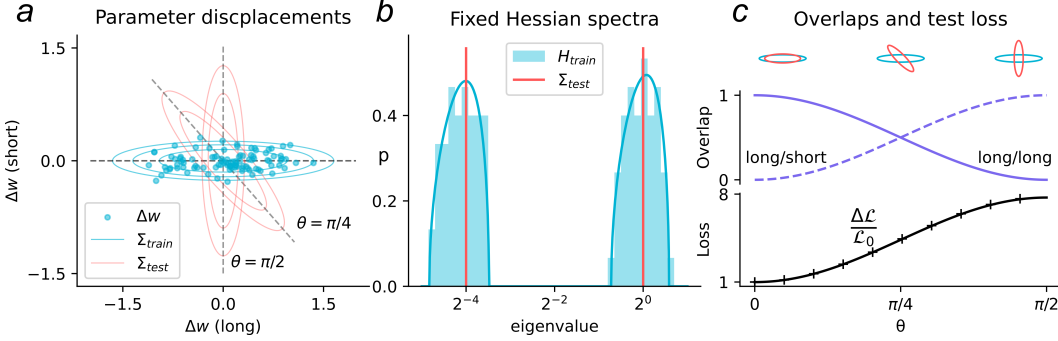 a
Parameter discplacements
1.5
0.0
−1.5
Δw (short)
−1.5
0.0
1.5
Δw (long)
Δw
Σtrain
Σtest
θ = π/4
θ = π/2
b
Fixed Hessian spectra
Htrain
Σtest
0.4
p
0.2
0.0
2⁻⁴
2⁻²
2⁰
eigenvalue
c
Overlaps and test loss
1
0
Overlap
long/short
long/long
8
1
Loss
Δℒ
ℒ₀
0
π/4
π/2
θ